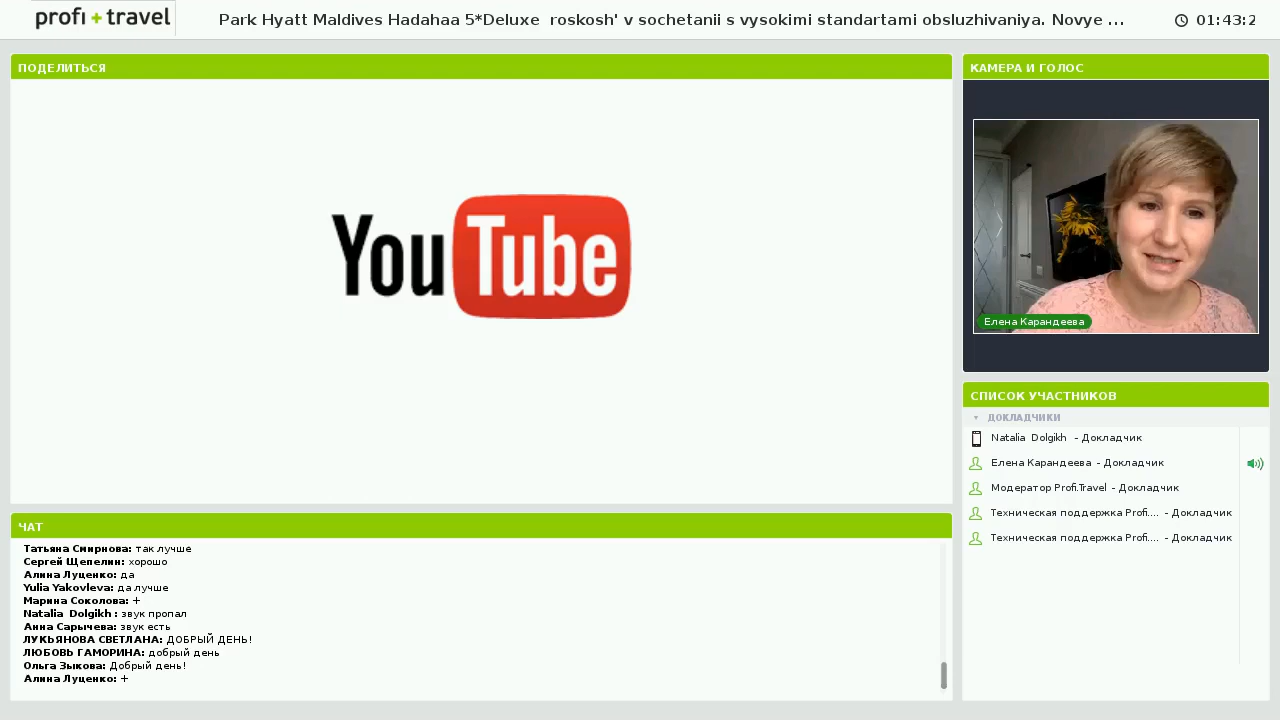 profi + travel
Park Hyatt Maldives Hadahaa 5*Deluxe roskosh' v sochetanii s vysokimi standartami obsluzhivaniya. Novye ...
01:43:2
ПОДЕЛИТЬСЯ
YouTube
КАМЕРА И ГОЛОС
Елена Карандеева
СПИСОК УЧАСТНИКОВ
ДОКЛАДЧИКИ
Natalia Dolgikh - Докладчик
Елена Карандеева - Докладчик
Модератор Profi.Travel - Докладчик
Техническая поддержка Profi.... - Докладчик
Техническая поддержка Profi.... - Докладчик
ЧАТ
Татьяна Смирнова: так лучше
Сергей Щепелин: хорошо
Алина Луценко: да
Yulia Yakovleva: да лучше
Марина Соколова: +
Natalia Dolgikh : звук пропал
Анна Сарычева: звук есть
ЛУКЬЯНОВА СВЕТЛАНА: ДОБРЫЙ ДЕНЬ!
ЛЮБОВЬ ГАМОРИНА: добрый день
Ольга Зыкова: Добрый день!
Алина Луценко: +